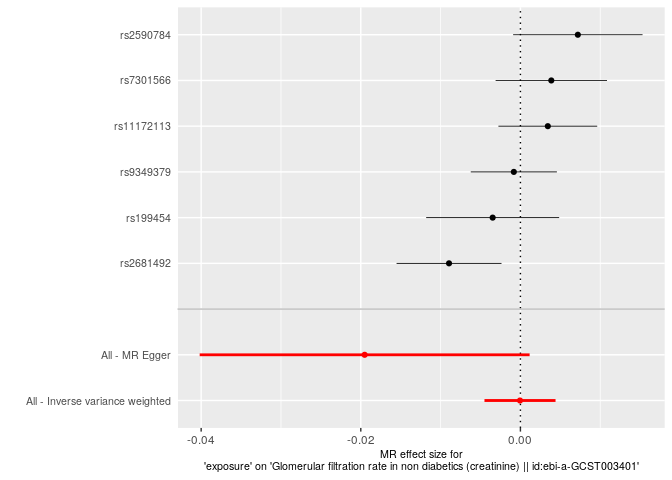 rs2590784
rs7301566
rs11172113
rs9349379
rs199454
rs2681492
All - MR Egger
All - Inverse variance weighted
-0.04
-0.02
0.00
MR effect size for
'exposure' on 'Glomerular filtration rate in non diabetics (creatinine) || id:ebi-a-GCST003401'